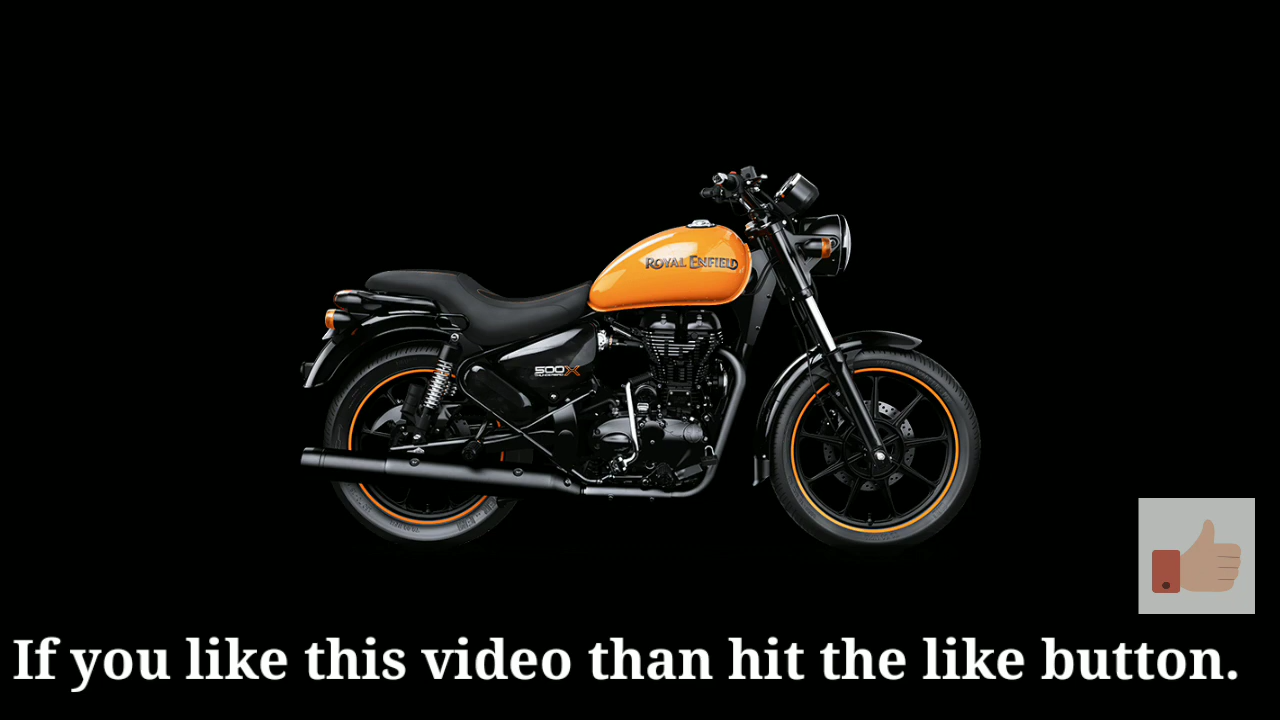 ROYAL ENFIELD
500X
If you like this video than hit the like button.